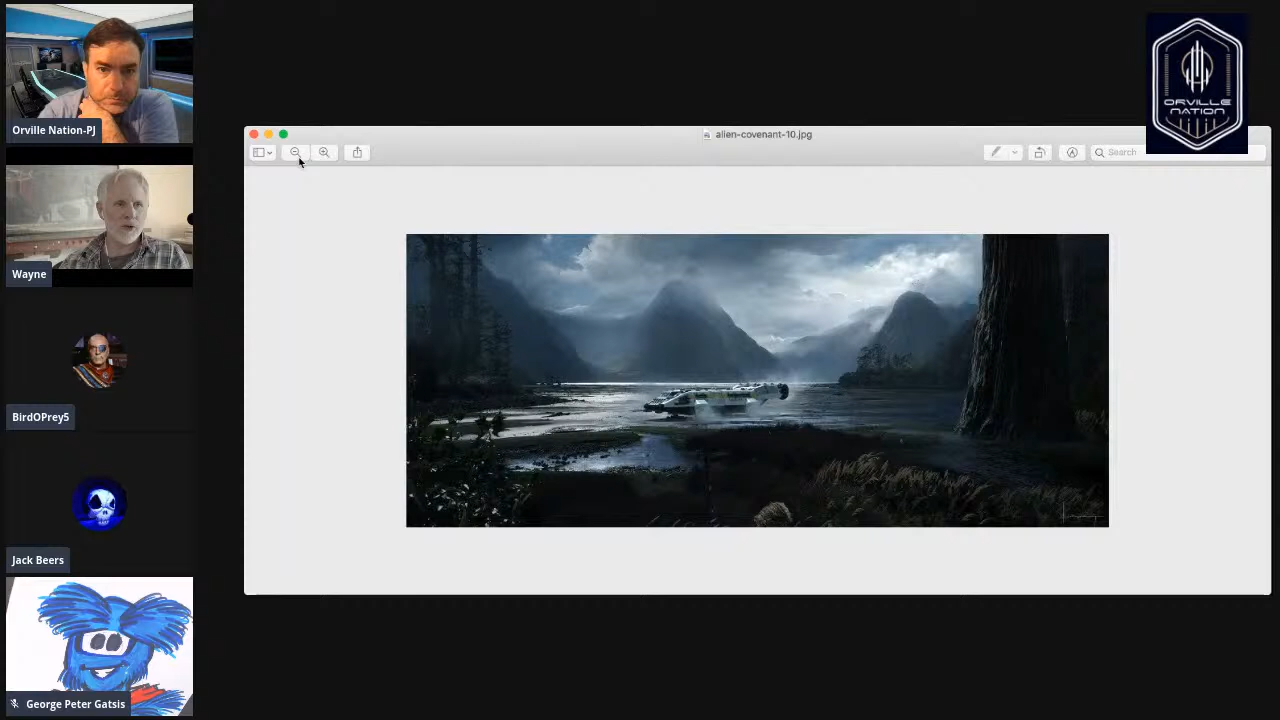 Orville Nation-PJ
Wayne
BirdOPrey5
Jack Beers
George Peter Gatsis
alien-covenant-10.jpg
Search
ORVILLE
NATION